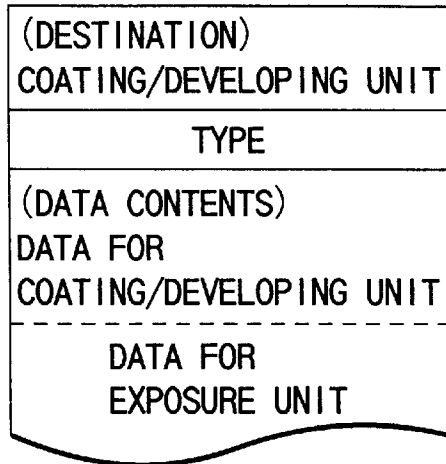 (DESTINATION)
COATING/DEVELOPING UNIT
TYPE
(DATA CONTENTS)
DATA FOR
COATING/DEVELOPING UNIT
DATA FOR
EXPOSURE UNIT